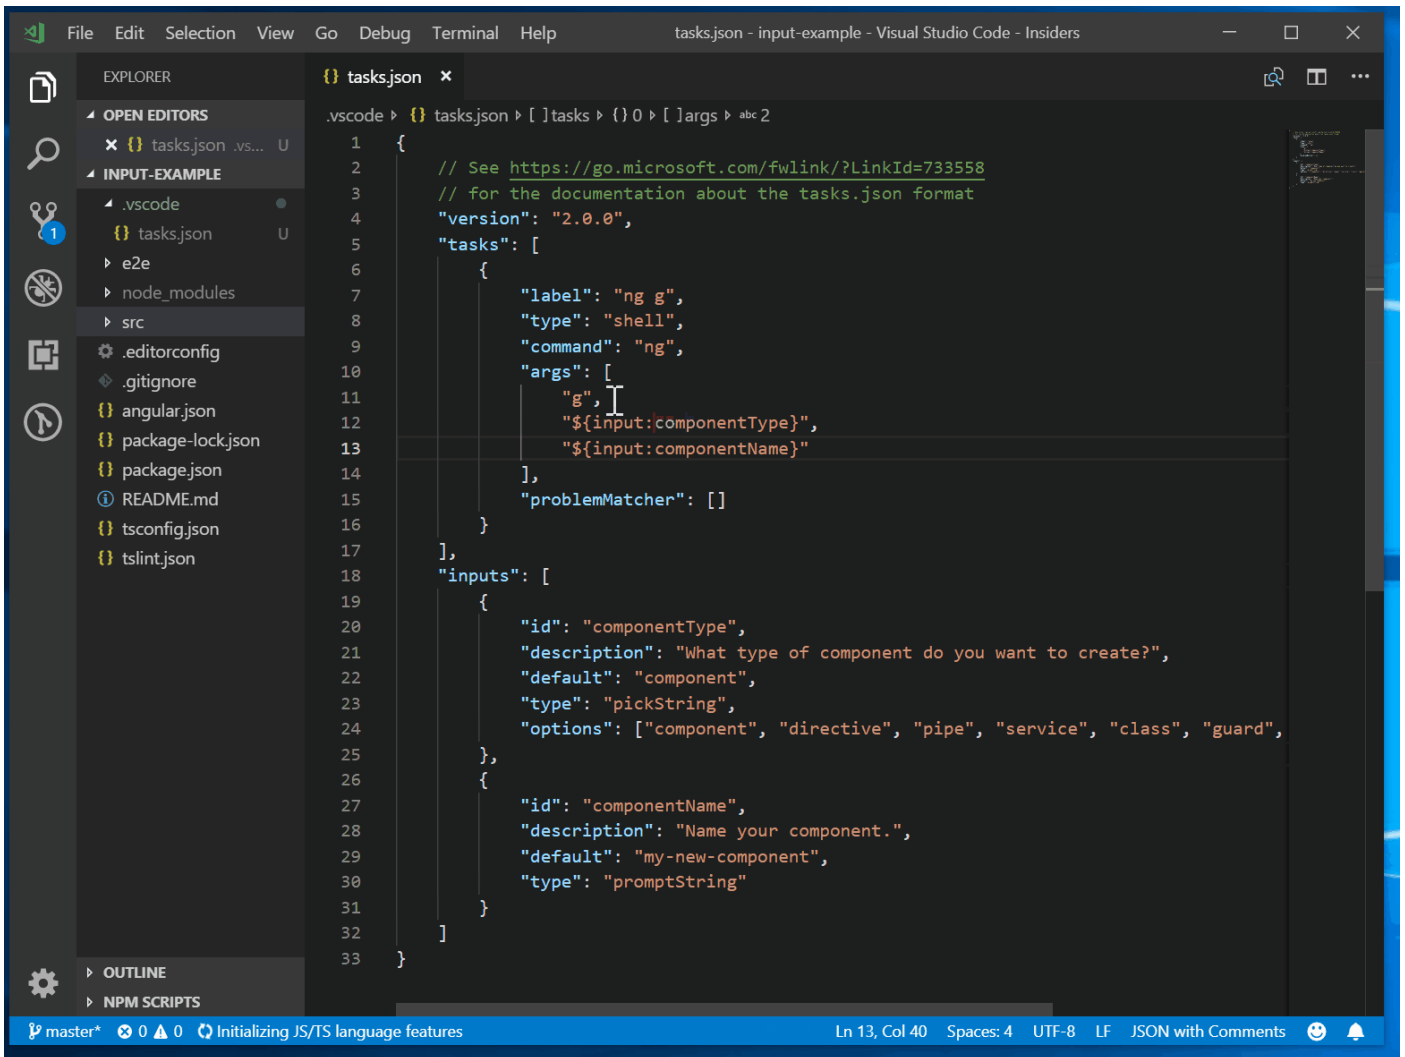 File Edit Selection View Go Debug Terminal Help tasks.json - input-example - Visual Studio Code - Insiders
EXPLORER
{} tasks.json ×
OPEN EDITORS
× {} tasks.json .vs... U
INPUT-EXAMPLE
.vscode
{} tasks.json U
e2e
node_modules
src
.editorconfig
.gitignore
{} angular.json
{} package-lock.json
{} package.json
README.md
{} tsconfig.json
{} tslint.json
OUTLINE
NPM SCRIPTS
1
.vscode {} tasks.json [ ] tasks {} 0 [ ] args abc 2
1 {
2 // See https://go.microsoft.com/fwlink/?LinkId=733558
3 // for the documentation about the tasks.json format
4 "version": "2.0.0",
5 "tasks": [
6 {
7 "label": "ng g",
8 "type": "shell",
9 "command": "ng",
10 "args": [
11 "g",
12 "${input:componentType}",
13 "${input:componentName}"
14 ],
15 "problemMatcher": []
16 }
17 ],
18 "inputs": [
19 {
20 "id": "componentType",
21 "description": "What type of component do you want to create?",
22 "default": "component",
23 "type": "pickString",
24 "options": ["component", "directive", "pipe", "service", "class", "guard",
25 },
26 {
27 "id": "componentName",
28 "description": "Name your component.",
29 "default": "my-new-component",
30 "type": "promptString"
31 }
32 ]
33 }
master* 0 0 Initializing JS/TS language features Ln 13, Col 40 Spaces: 4 UTF-8 LF JSON with Comments